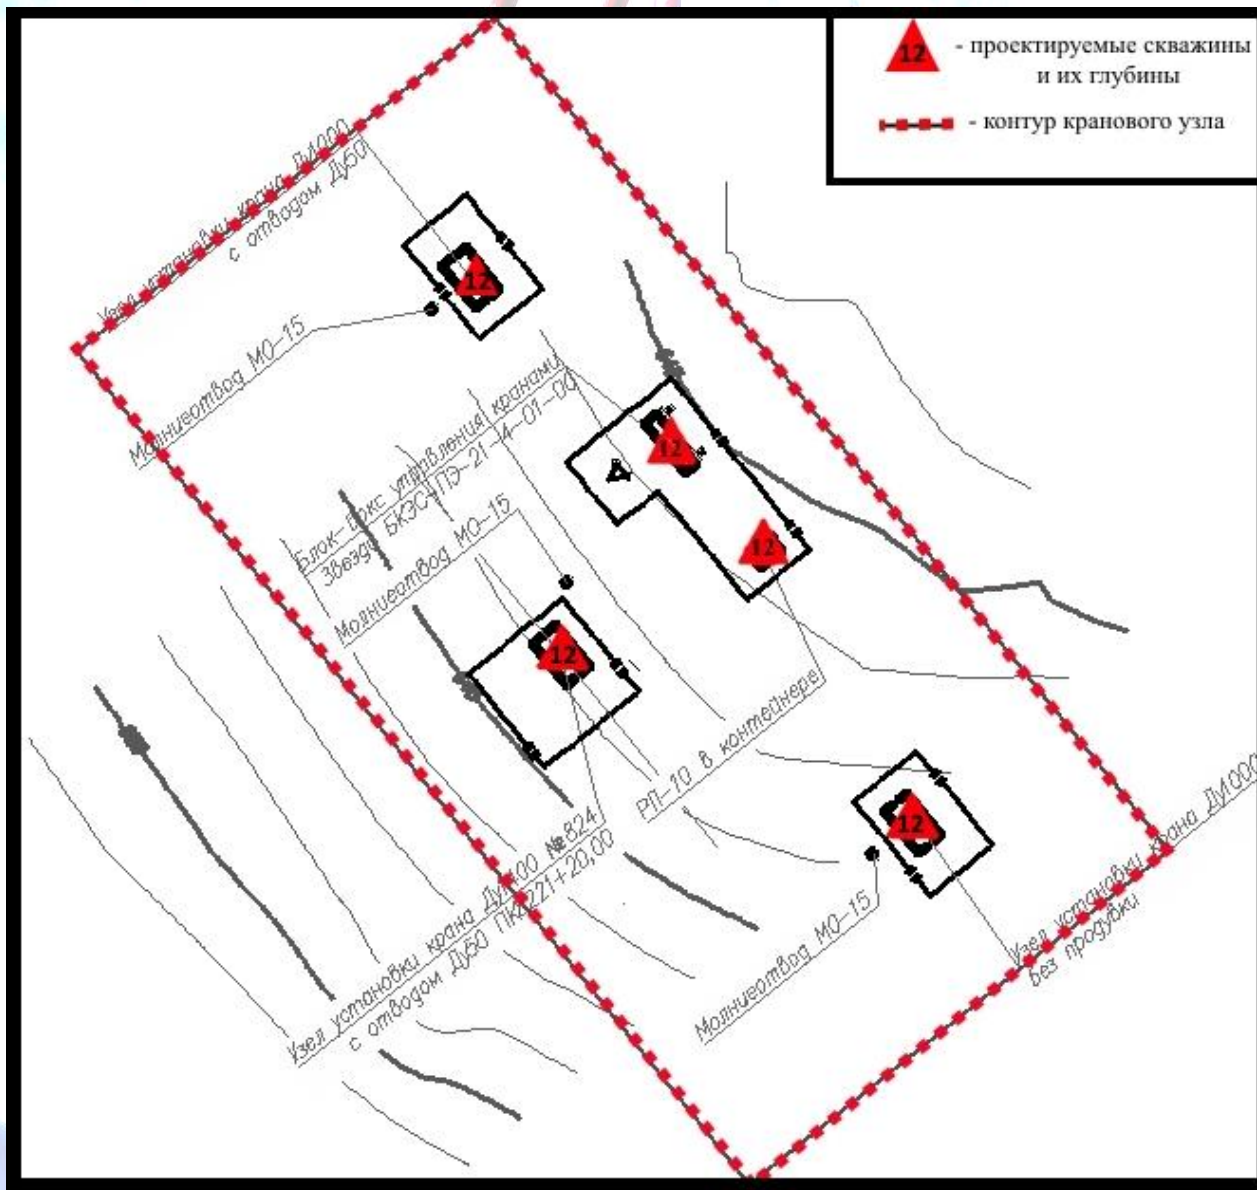 12
- проектируемые скважины
и их глубины
- контур кранового узла
Узел установки крана Ду1000
с отводом Ду50
12
Молниеотвод МО-15
Блок-бокс управления кранами
Звезда БКЭС-ПЭ-21-4-01-00
12
Молниеотвод МО-15
12
12
РП-10 в контейнере
12
Узел установки крана №824
с отводом Ду50 +20,00
Молниеотвод МО-15
Узел установки крана Ду1000
без продувки